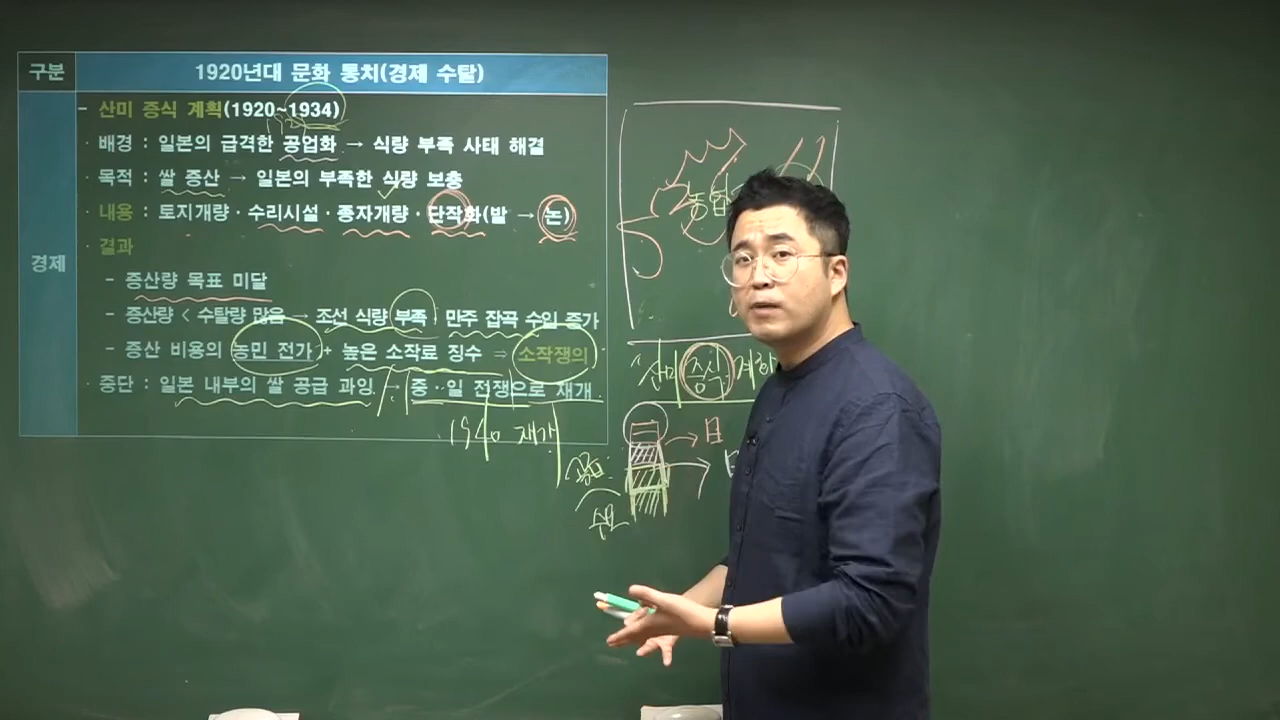 구분
1920년대 문화 통치(경제 수탈)
경제
- 산미 증식 계획(1920~1934)
· 배경 : 일본의 급격한 공업화 → 식량 부족 사태 해결
· 목적 : 쌀 증산 → 일본의 부족한 식량 보충
· 내용 : 토지개량 · 수리시설 · 종자개량 · 단작화(밭 → 논)
· 결과
- 증산량 목표 미달
- 증산량 < 수탈량 많음 → 조선 식량 부족, 만주 잡곡 수입 증가
- 증산 비용의 농민 전가 + 높은 소작료 징수 ⇒ 소작쟁의
· 중단 : 일본 내부의 쌀 공급 과잉 → 중·일 전쟁으로 재개
1940 재개
농업
"산미 증식 계획
→ 日
수요